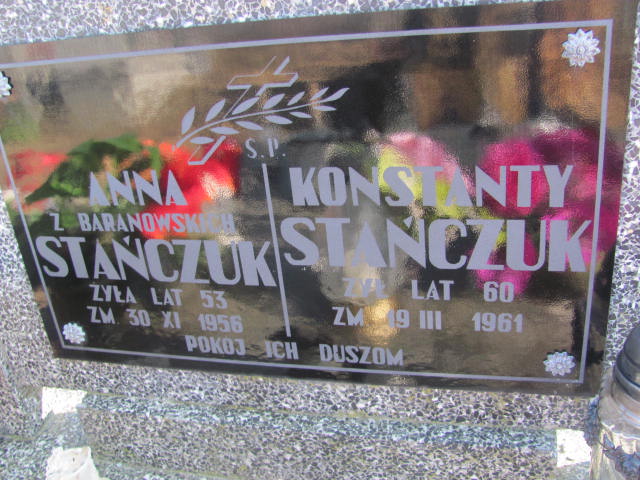 S.P.
ANNA
Z BARANOWSKICH
STAŃCZUK
ŻYŁA LAT 53
ZM 30 XI 1956
KONSTANTY
STAŃCZUK
ŻYŁ LAT 60
ZM 19 III 1961
POKOJ ICH DUSZOM